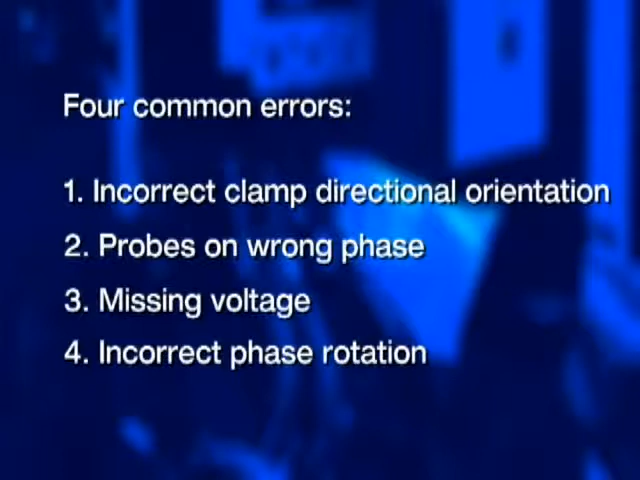 Four common errors:
1. Incorrect clamp directional orientation
2. Probes on wrong phase
3. Missing voltage
4. Incorrect phase rotation